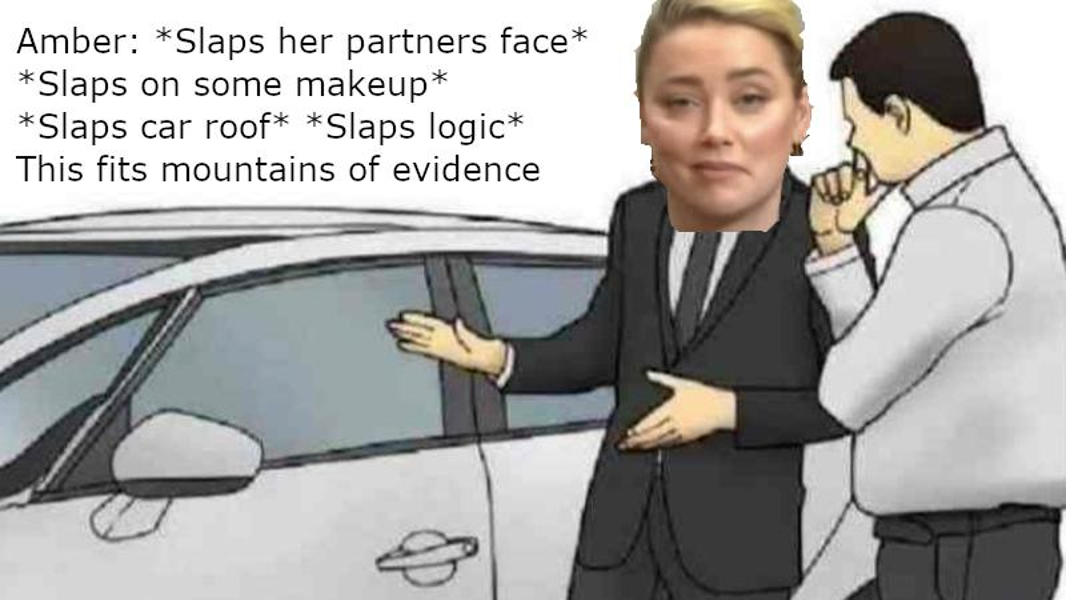 Amber: *Slaps her partners face*
*Slaps on some makeup*
*Slaps car roof* *Slaps logic*
This fits mountains of evidence